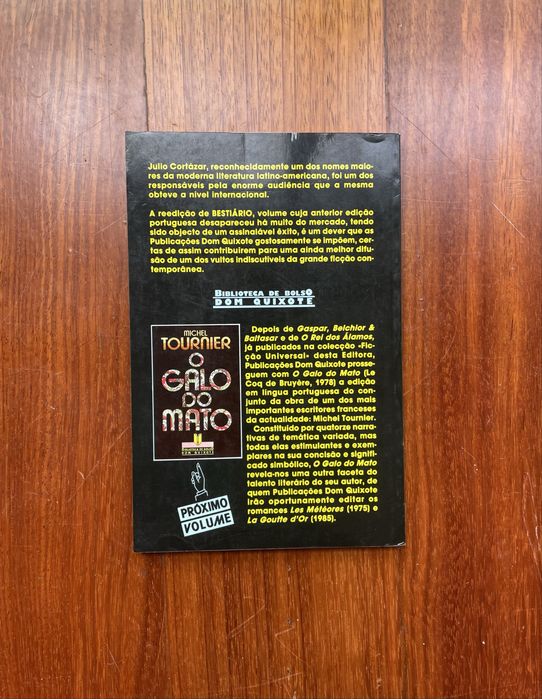 Julio Cortázar, reconhecidamente um dos nomes maio-
res da moderna literatura latino-americana, foi um dos
responsáveis pela enorme audiência que a mesma
obteve a nível internacional.
A reedição de BESTIÁRIO, volume cuja anterior edição
portuguesa desapareceu há muito do mercado, tendo
sido objecto de um assinalável êxito, é um dever que as
Publicações Dom Quixote gostosamente se impõem, cer-
tas de assim contribuirem para uma ainda melhor difu-
são de um dos vultos indiscutíveis da grande ficção con-
temporânea.
BIBLIOTECA DE BOLSO
DOM QUIXOTE
MICHEL
TOURNIER
O
GALO
DO
MATO
BIBLIOTECA DE BOLSO
DOM QUIXOTE
PRÓXIMO
VOLUME
Depois de Gaspar, Belchior &
Baltasar e de O Rei dos Álamos,
já publicados na colecção «Fic-
ção Universal» desta Editora,
Publicações Dom Quixote prosse-
guem com O Galo do Mato (Le
Coq de Bruyère, 1978) a edição
em língua portuguesa do con-
junto da obra de um dos mais
importantes escritores franceses
da actualidade: Michel Tournier.
Constituído por quatorze narra-
tivas de temática variada, mas
todas elas estimulantes e exem-
plares na sua concisão e signifi-
cado simbólico, O Galo do Mato
revela-nos uma outra faceta do
talento literário do seu autor, de
quem Publicações Dom Quixote
irão oportunamente editar os
romances Les Météores (1975) e
La Goutte d'Or (1985).